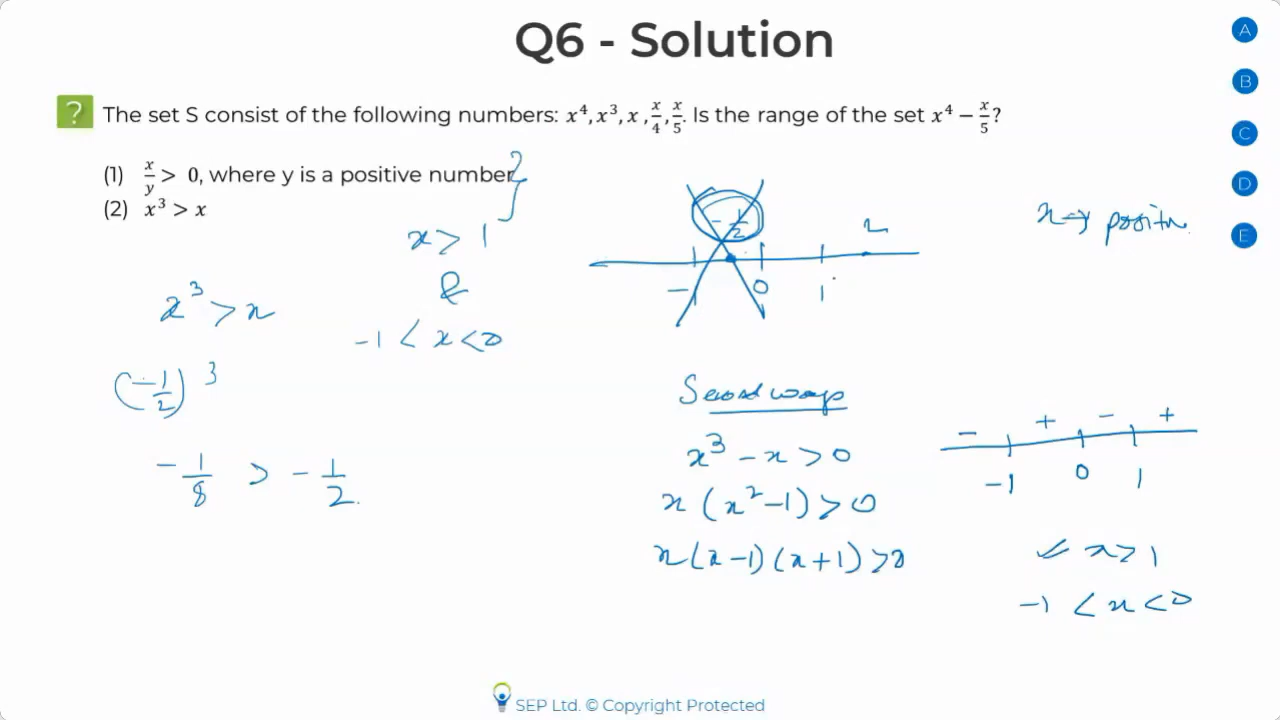 Q6 - Solution
A
B
C
D
E
? The set S consist of the following numbers: x⁴, x³, x, x/4, x/5. Is the range of the set x⁴ − x/5?
(1) x/y > 0, where y is a positive number
(2) x³ > x
x > 1
&
-1 < x < 0
x³ > x
(-1/2)³
-1/8 > -1/2
-1/2
-1 0 1
x → positive
Second ways
x³ - x > 0
x (x² - 1) > 0
x (x - 1) (x + 1) > 0
- + - +
-1 0 1
x > 1
-1 < x < 0
SEP Ltd. © Copyright Protected